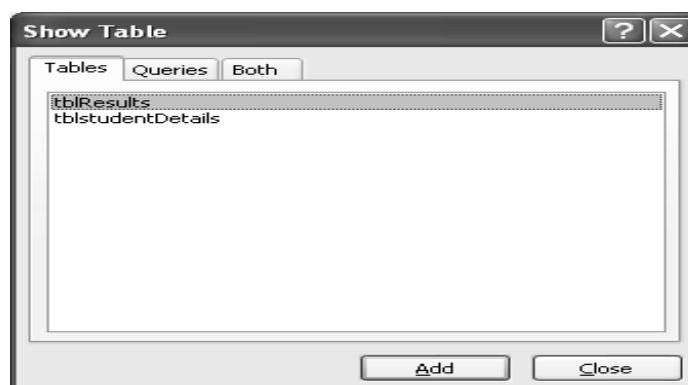 Show Table
Tables Queries Both
tblResults
tblstudentDetails
Add Close